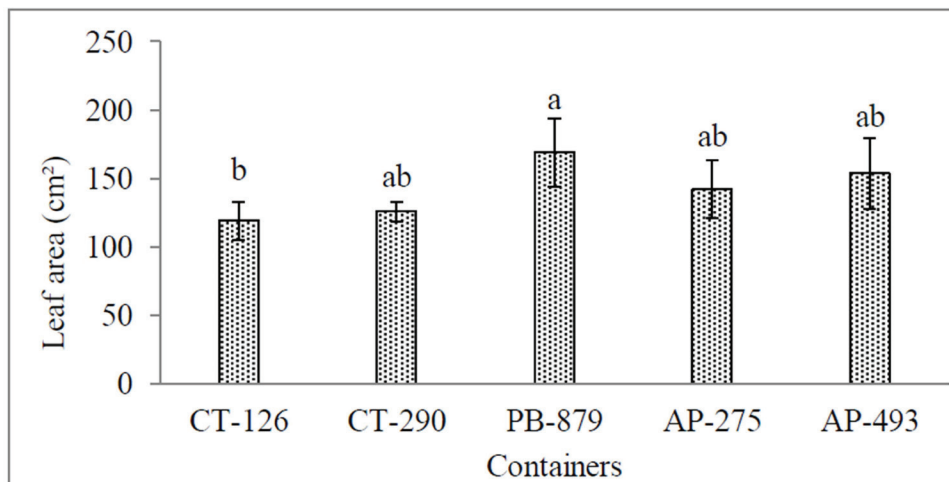 250
200
150
100
50
0
Leaf area (cm²)
b
ab
a
ab
ab
CT-126 CT-290 PB-879 AP-275 AP-493
Containers